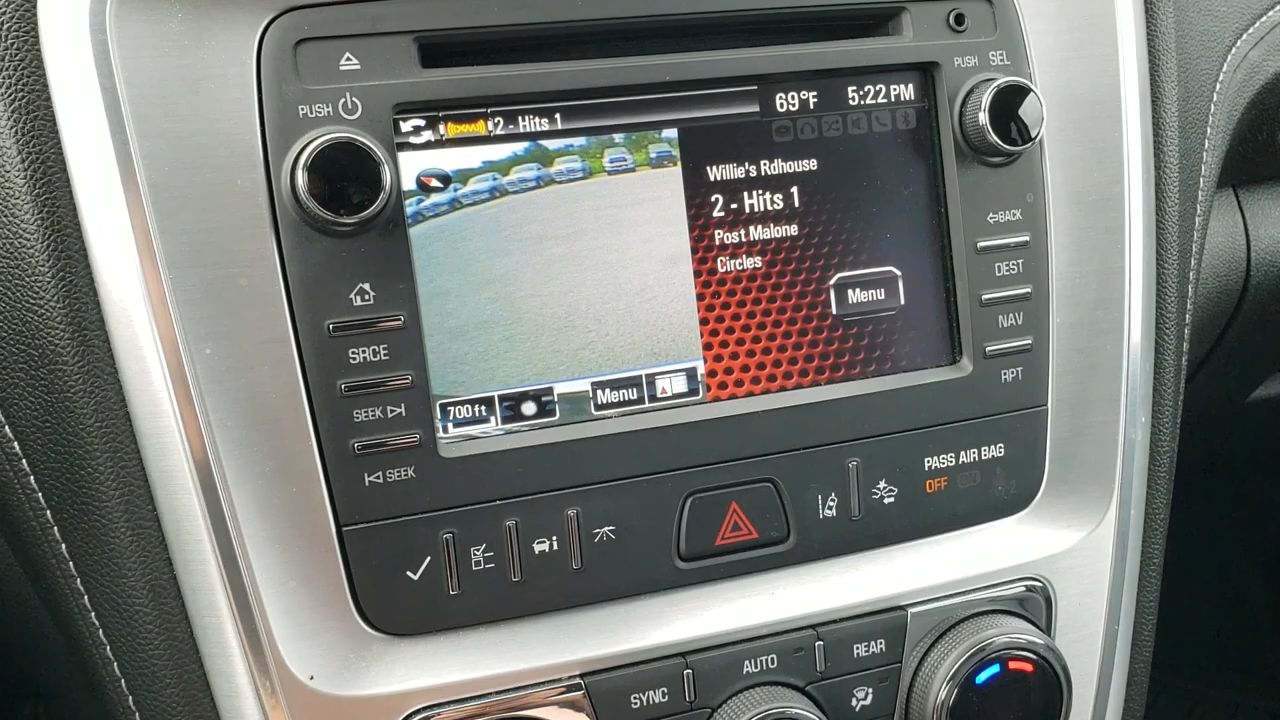 PUSH
PUSH SEL
((XM))
2 - Hits 1
69°F
5:22 PM
Willie's Rdhouse
2 - Hits 1
Post Malone
Circles
Menu
700 ft
Menu
SRCE
SEEK
SEEK
BACK
DEST
NAV
RPT
PASS AIR BAG
OFF
SYNC
AUTO
REAR